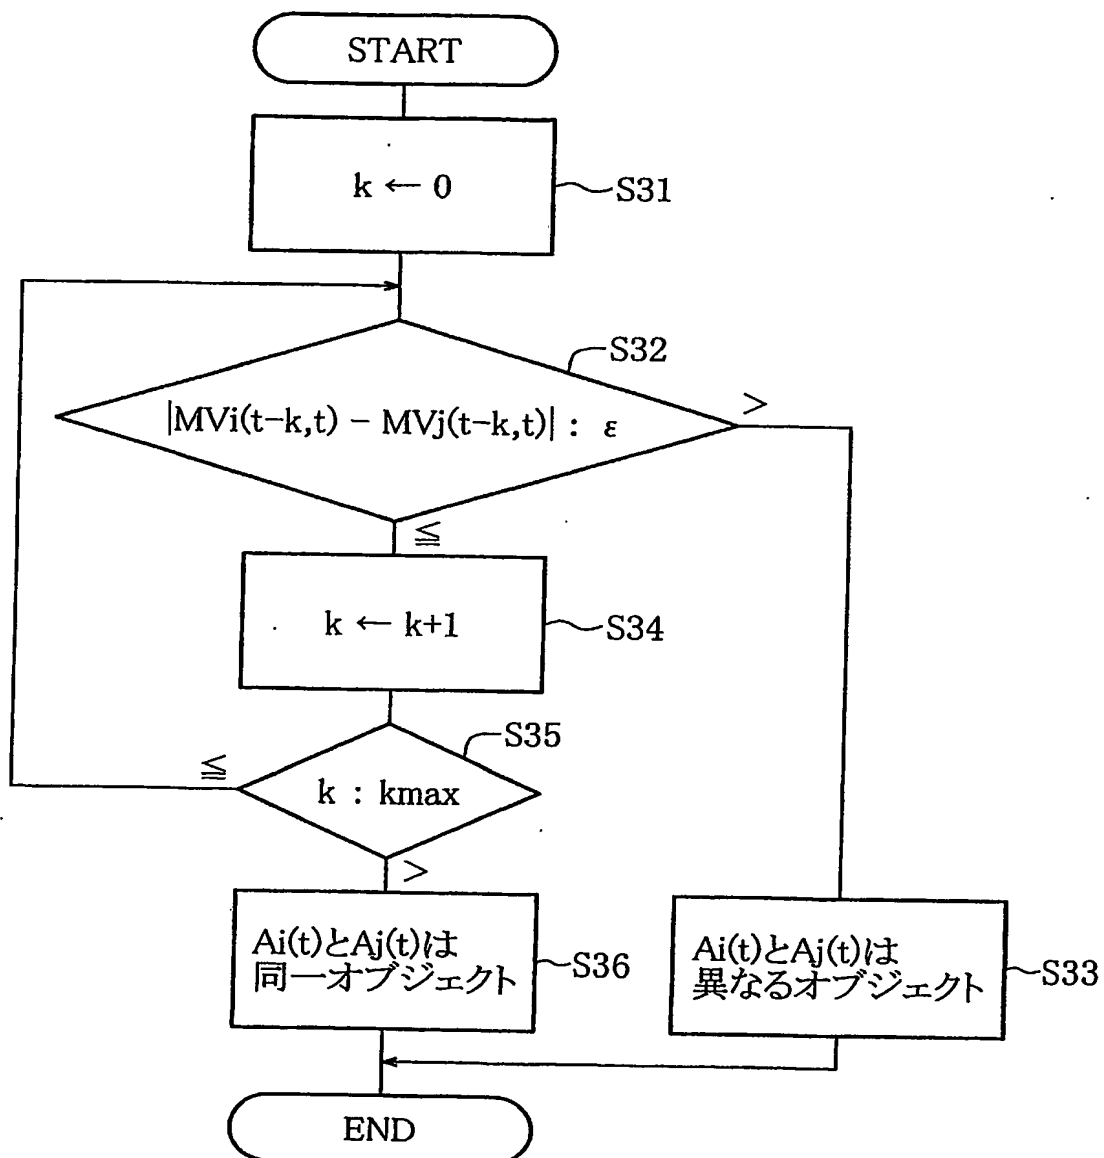 START
k ← 0
S31
S32
|MVi(t-k,t) - MVj(t-k,t)| : ε
>
≦
k ← k+1
S34
S35
≦
k : kmax
>
Ai(t)とAj(t)は
同一オブジェクト
S36
Ai(t)とAj(t)は
異なるオブジェクト
S33
END